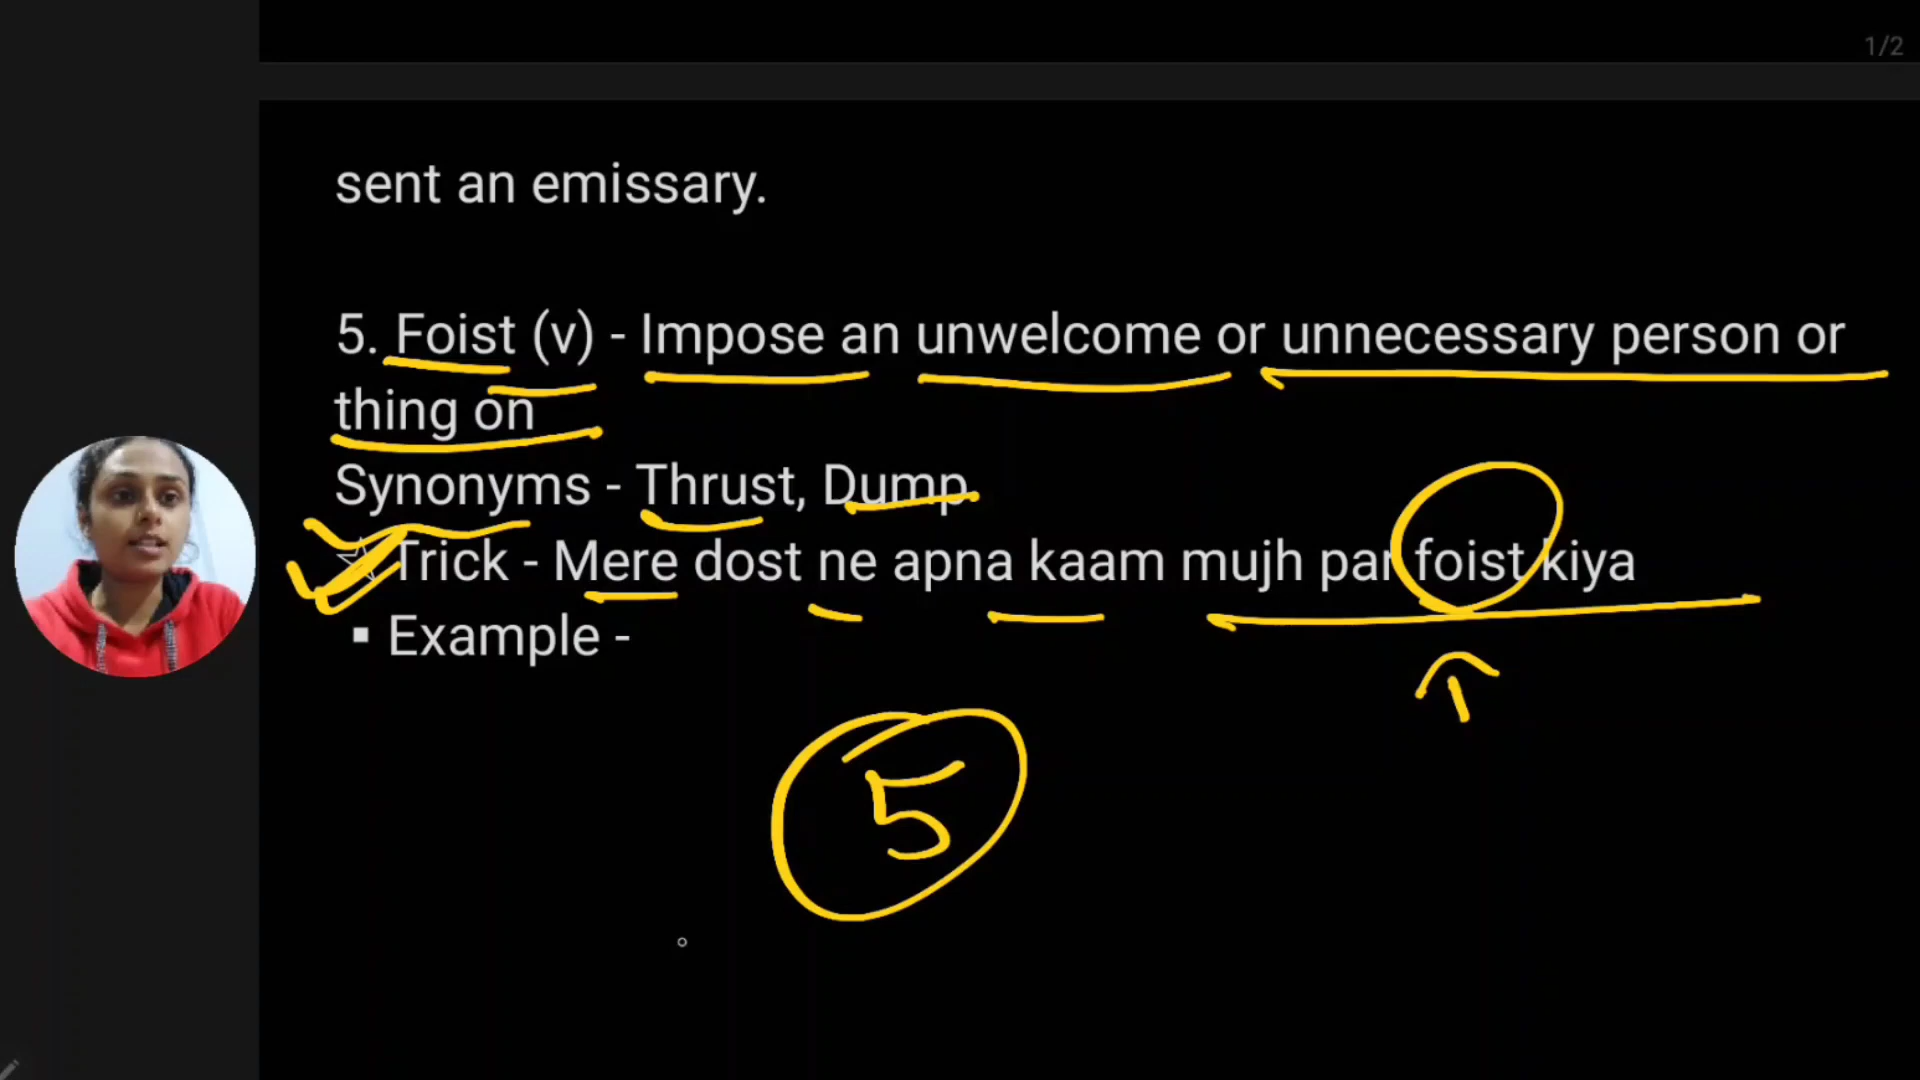 1/2
sent an emissary.
5. Foist (v) - Impose an unwelcome or unnecessary person or
thing on
Synonyms - Thrust, Dump
☆ Trick - Mere dost ne apna kaam mujh par foist kiya
▪ Example -
5